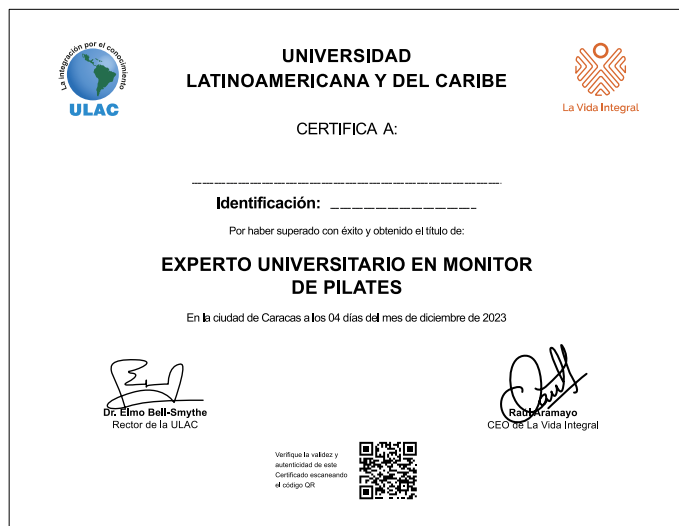 La integración por el conocimiento
ULAC
UNIVERSIDAD
LATINOAMERICANA Y DEL CARIBE
La Vida Integral
CERTIFICA A:
Identificación:
Por haber superado con éxito y obtenido el título de:
EXPERTO UNIVERSITARIO EN MONITOR
DE PILATES
En la ciudad de Caracas a los 04 días del mes de diciembre de 2023
Dr. Elmo Bell-Smythe
Rector de la ULAC
Raúl Aramayo
CEO de La Vida Integral
Verifique la validez y
autenticidad de este
Certificado escaneando
el código QR